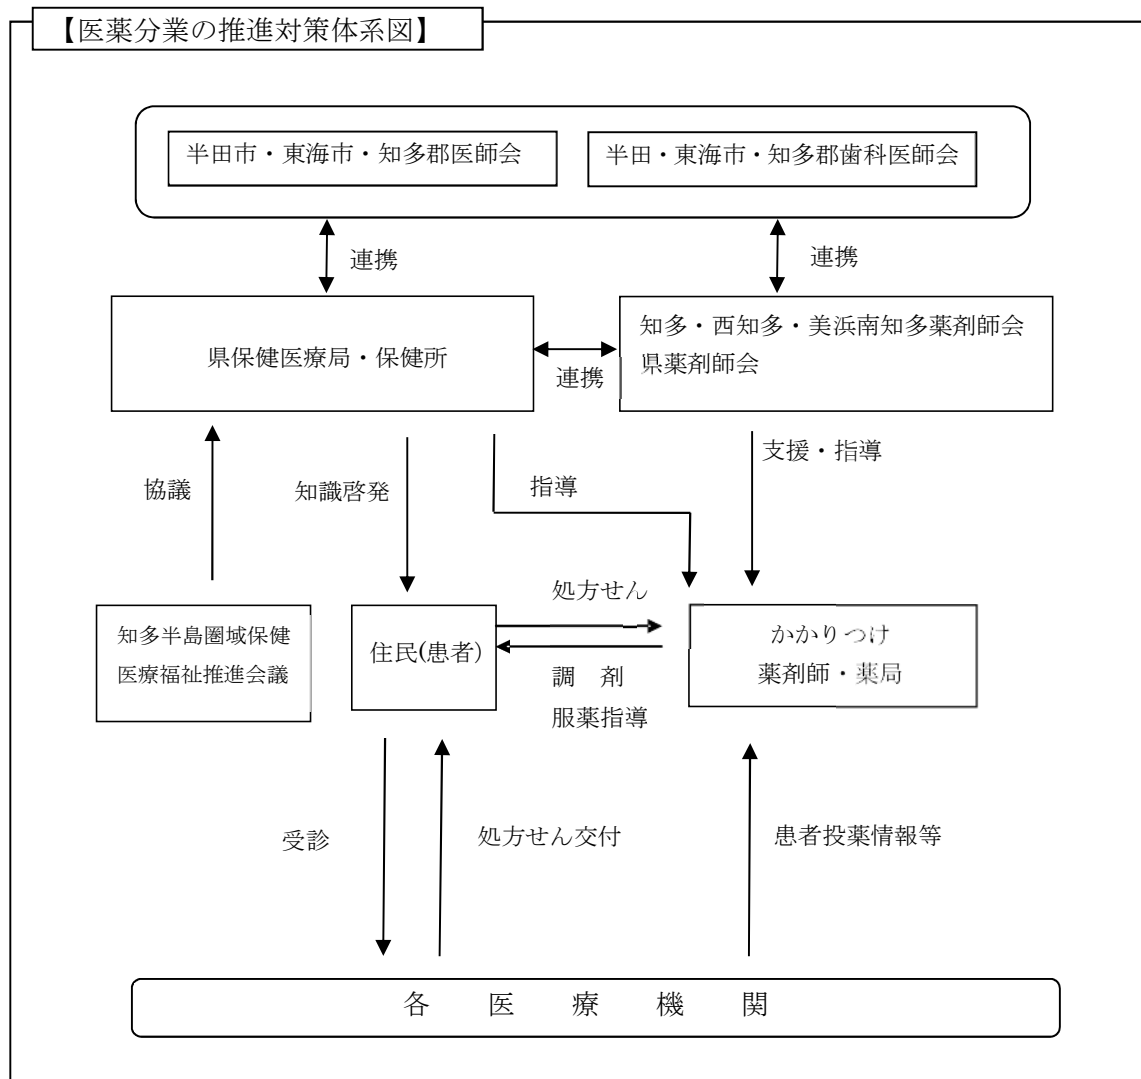 【医薬分業の推進対策体系図】
半田市・東海市・知多郡医師会
半田・東海市・知多郡歯科医師会
連携
連携
県保健医療局・保健所
連携
知多・西知多・美浜南知多薬剤師会
県薬剤師会
協議
知識啓発
指導
支援・指導
知多半島圏域保健
医療福祉推進会議
住民(患者)
処方せん
調　剤
服薬指導
かかりつけ
薬剤師・薬局
受診
処方せん交付
患者投薬情報等
各　医　療　機　関